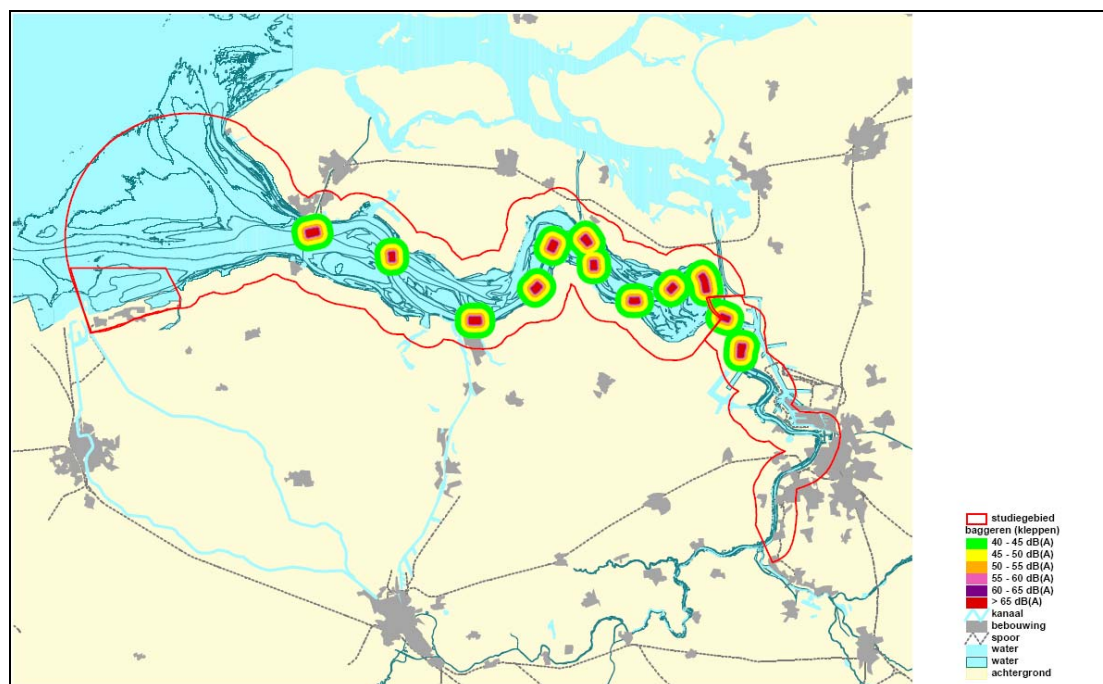 studiegebied
baggeren (kleppen)
40 - 45 dB(A)
45 - 50 dB(A)
50 - 55 dB(A)
55 - 60 dB(A)
60 - 65 dB(A)
> 65 dB(A)
kanaal
bebouwing
spoor
water
water
achtergrond